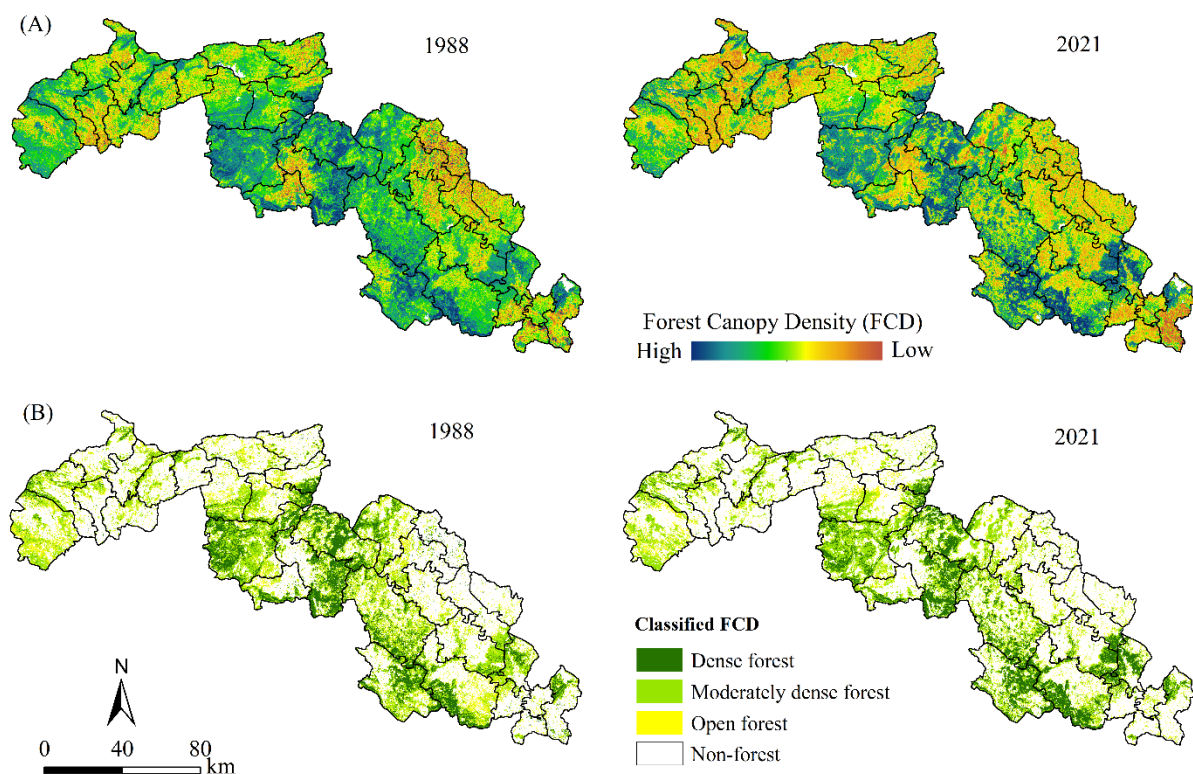 (A)
1988
2021
Forest Canopy Density (FCD)
High Low
(B)
1988
2021
Classified FCD
Dense forest
Moderately dense forest
Open forest
Non-forest
N
0 40 80
km